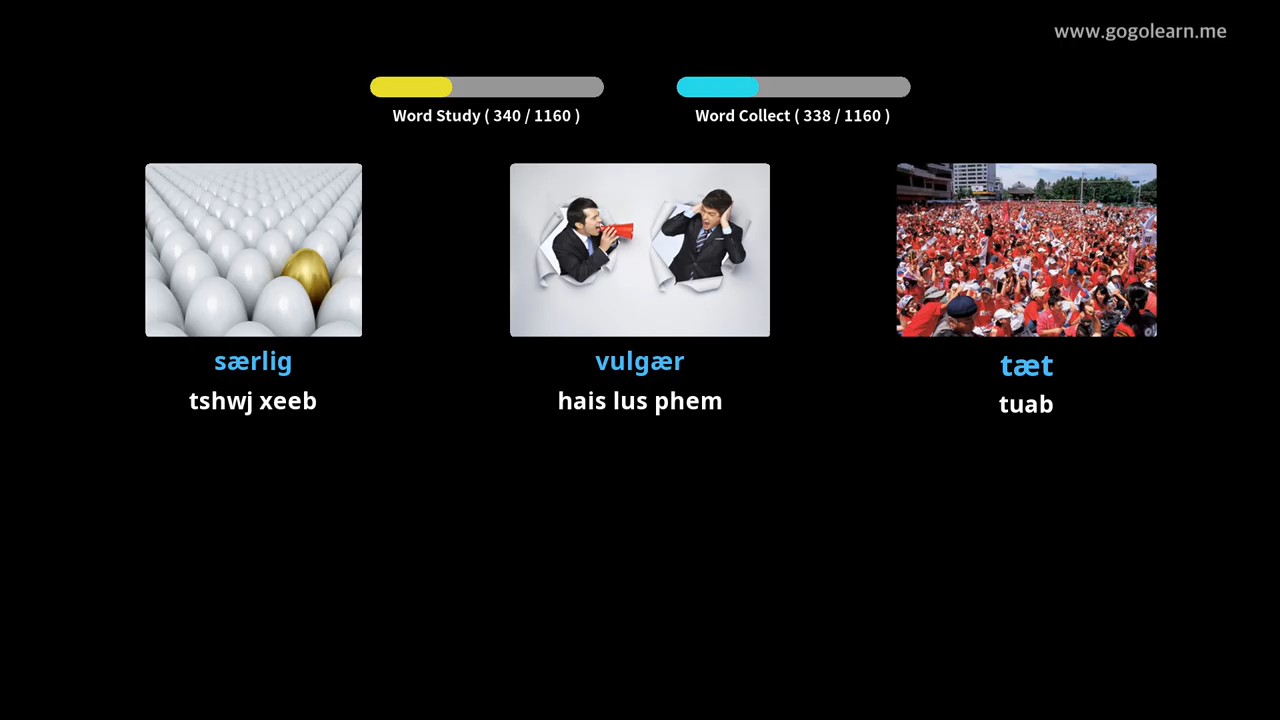 www.gogolearn.me
Word Study ( 340 / 1160 )
Word Collect ( 338 / 1160 )
særlig
vulgær
tæt
tshwj xeeb
hais lus phem
tuab